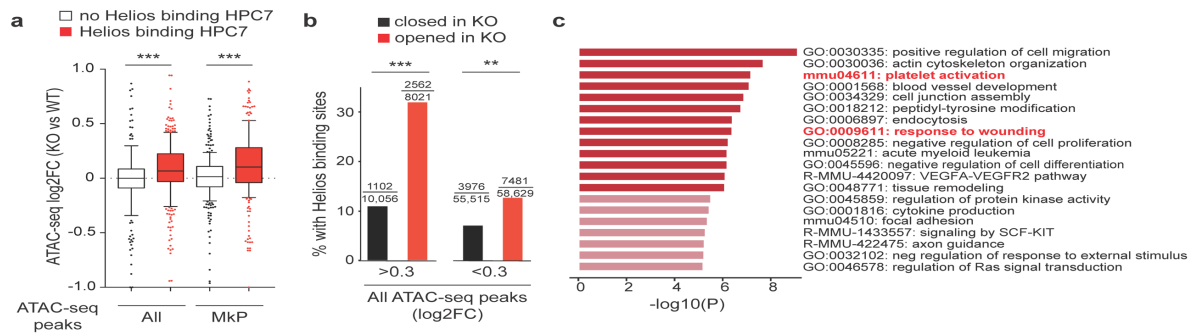 a
no Helios binding HPC7
Helios binding HPC7
***
***
ATAC-seq log2FC (KO vs WT)
1.0
0.5
0
-0.5
-1.0
ATAC-seq
peaks
All
MkP
b
closed in KO
opened in KO
***
**
% with Helios binding sites
30
20
10
0
1102
10,056
2562
8021
3976
55,515
7481
58,629
>0.3
<0.3
All ATAC-seq peaks
(log2FC)
c
GO:0030335: positive regulation of cell migration
GO:0030036: actin cytoskeleton organization
mmu04611: platelet activation
GO:0001568: blood vessel development
GO:0034329: cell junction assembly
GO:0018212: peptidyl-tyrosine modification
GO:0006897: endocytosis
GO:0009611: response to wounding
GO:0008285: negative regulation of cell proliferation
mmu05221: acute myeloid leukemia
GO:0045596: negative regulation of cell differentiation
R-MMU-4420097: VEGFA-VEGFR2 pathway
GO:0048771: tissue remodeling
GO:0045859: regulation of protein kinase activity
GO:0001816: cytokine production
mmu04510: focal adhesion
R-MMU-1433557: signaling by SCF-KIT
R-MMU-422475: axon guidance
GO:0032102: neg regulation of response to external stimulus
GO:0046578: regulation of Ras signal transduction
0 2 4 6 8
-log10(P)